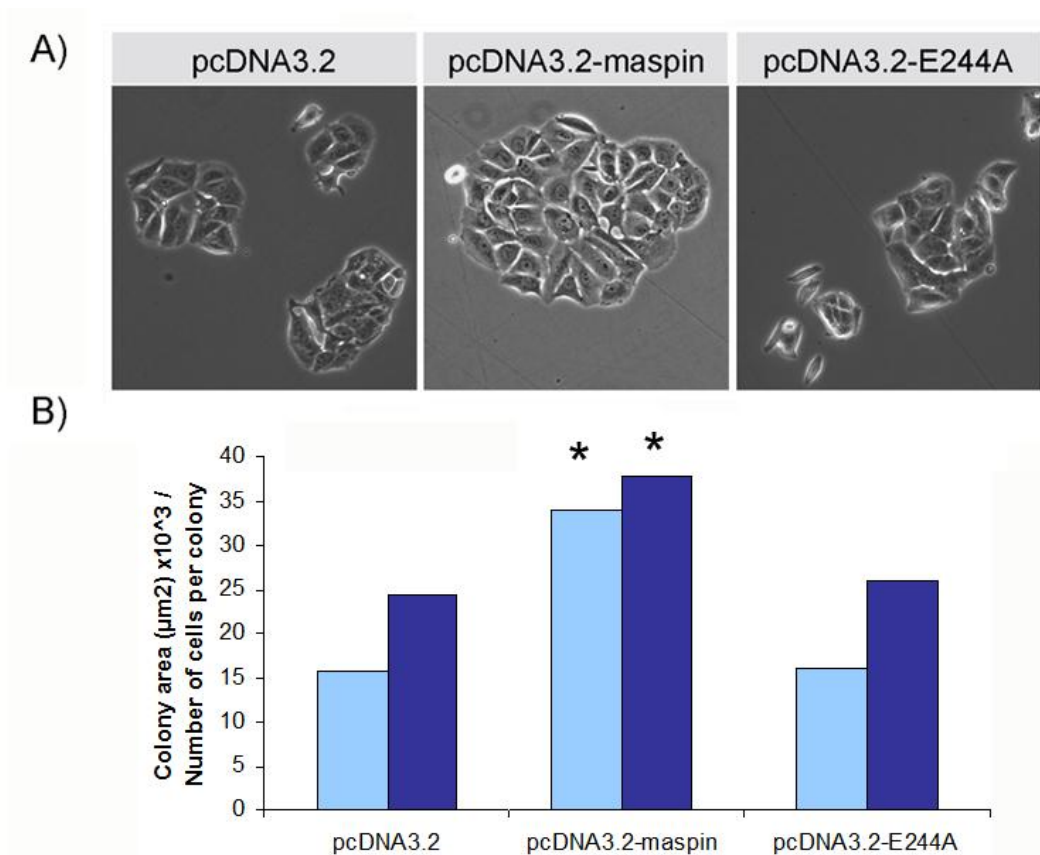 A)
pcDNA3.2 pcDNA3.2-maspin pcDNA3.2-E244A
B)
Colony area (µm2) x10^3 /
Number of cells per colony
40
35
30
25
20
15
10
5
0
* *
pcDNA3.2 pcDNA3.2-maspin pcDNA3.2-E244A